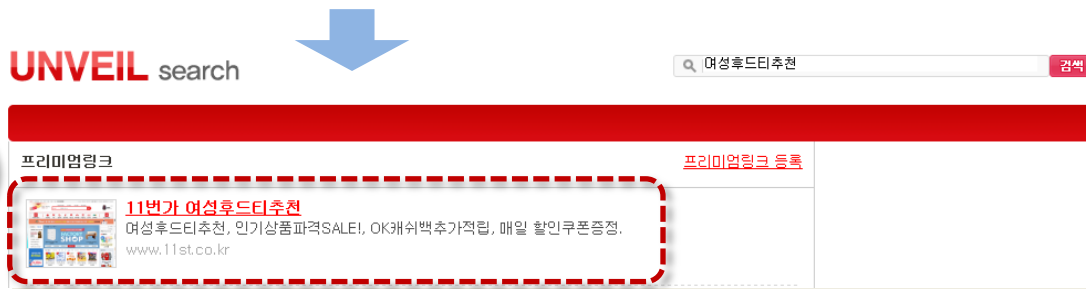 UNVEIL search
여성후드티추천
검색
프리미엄링크
프리미엄링크 등록
11번가 여성후드티추천
여성후드티추천, 인기상품파격SALE!, OK캐쉬백추가적립, 매일 할인쿠폰증정.
www.11st.co.kr
SHOP